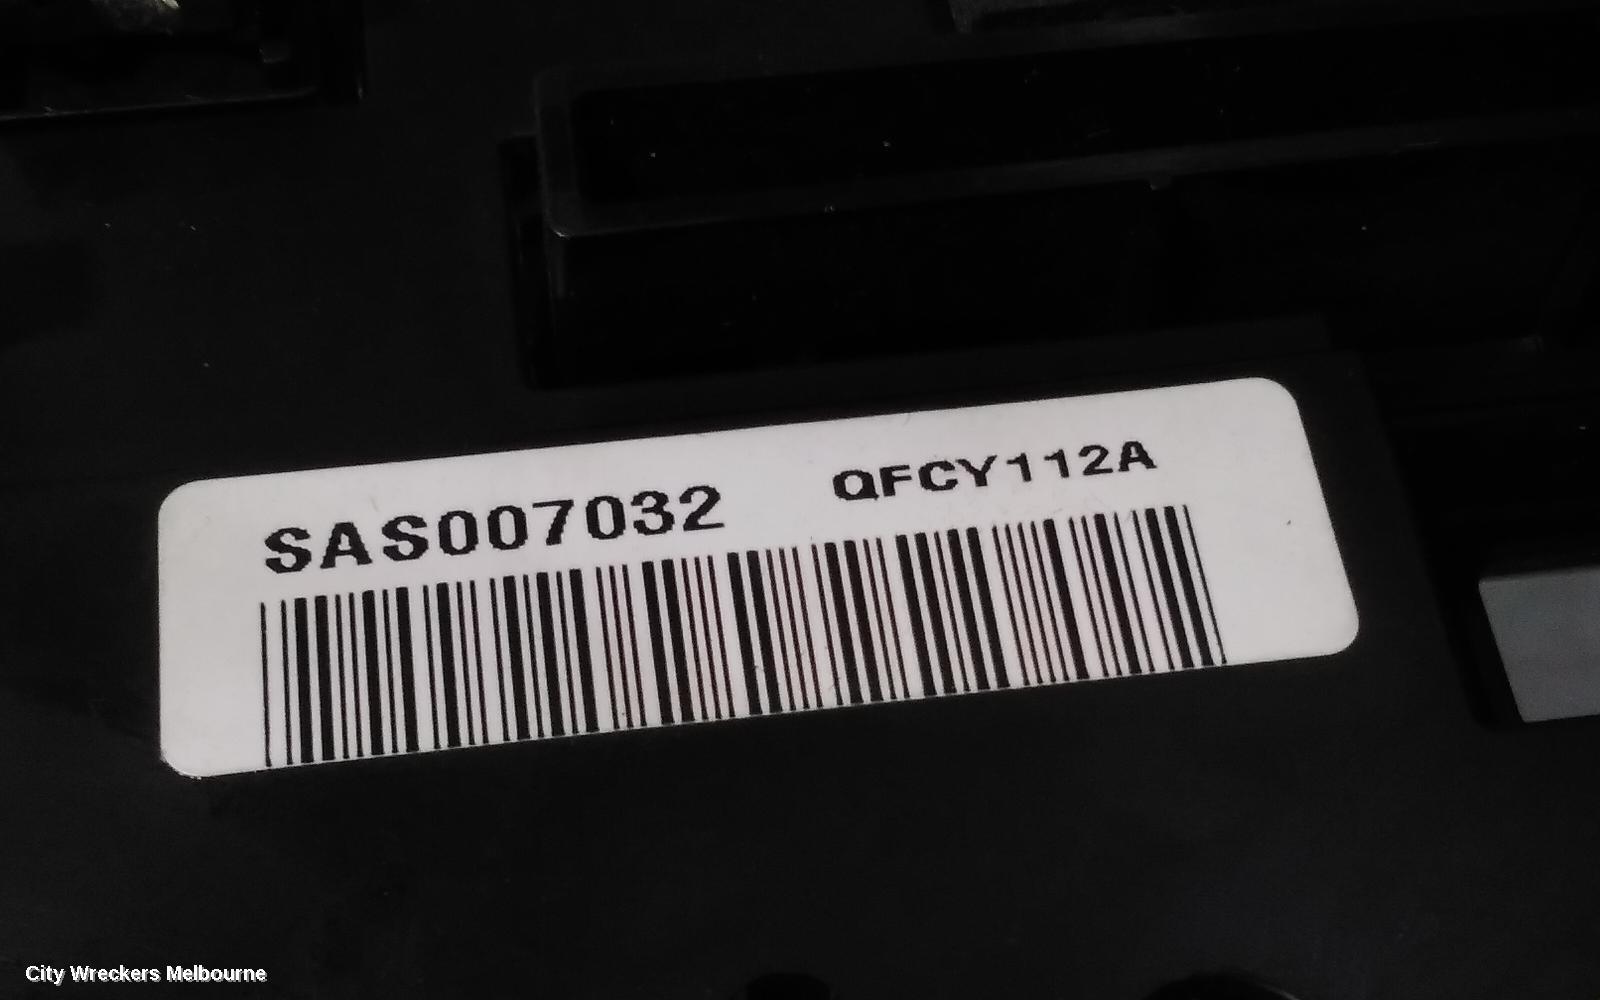 SAS007032 QFCY112A
City Wreckers Melbourne